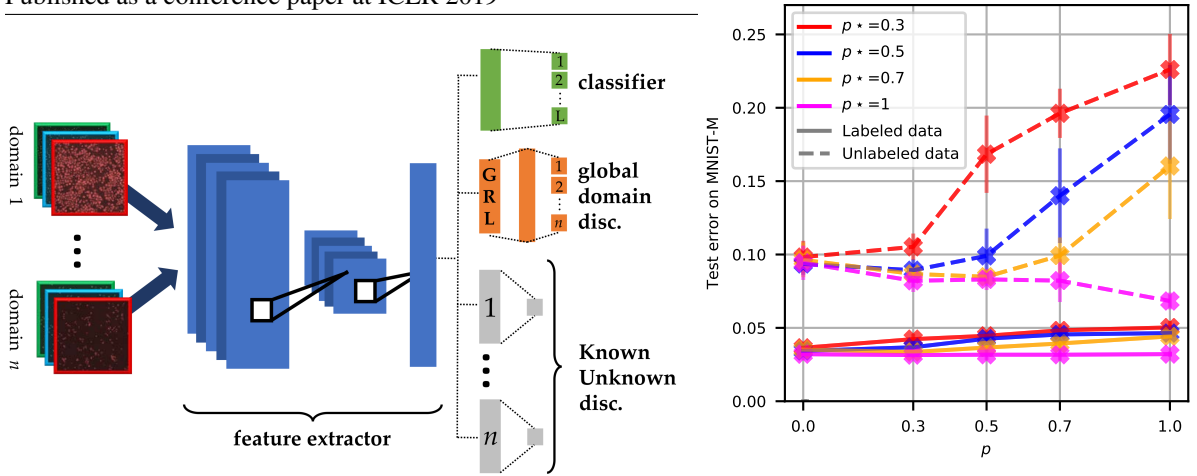 Published as a conference paper at ICLR 2019
domain 1
domain n
feature extractor
1
2
L
classifier
G
R
L
1
2
n
global
domain
disc.
1
n
Known
Unknown
disc.
Test error on MNIST-M
0.25
0.20
0.15
0.10
0.05
0.00
p ⋆ =0.3
p ⋆ =0.5
p ⋆ =0.7
p ⋆ =1
Labeled data
Unlabeled data
0.0 0.3 0.5 0.7 1.0
p